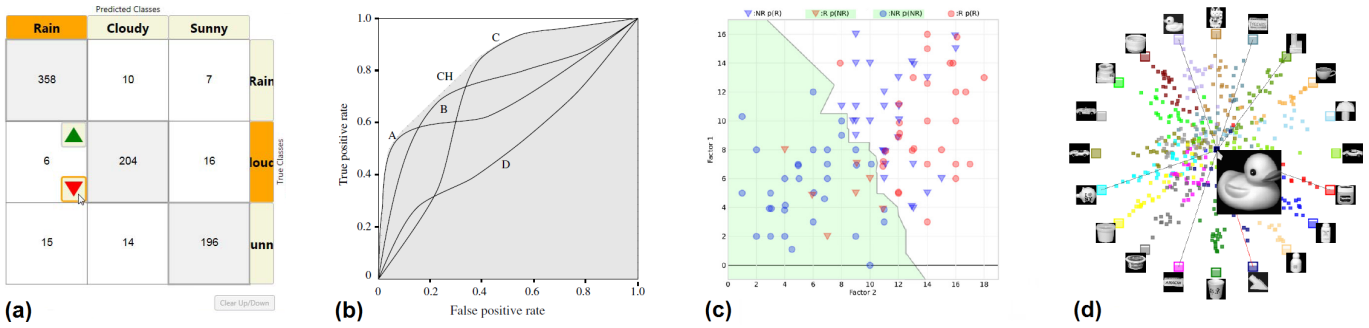 Predicted Classes
Rain Cloudy Sunny
358 10 7 Rain
6 204 16 loud
15 14 196 unn
True Classes
Clear Up/Down
(a)
True positive rate
1.0
0.8
0.6
0.4
0.2
0
0 0.2 0.4 0.6 0.8 1.0
False positive rate
A
B
C
CH
D
(b)
:NR p(R) :R p(NR) :NR p(NR) :R p(R)
Factor 1
16
14
12
10
8
6
4
2
0
0 2 4 6 8 10 12 14 16 18
Factor 2
(c)
(d)